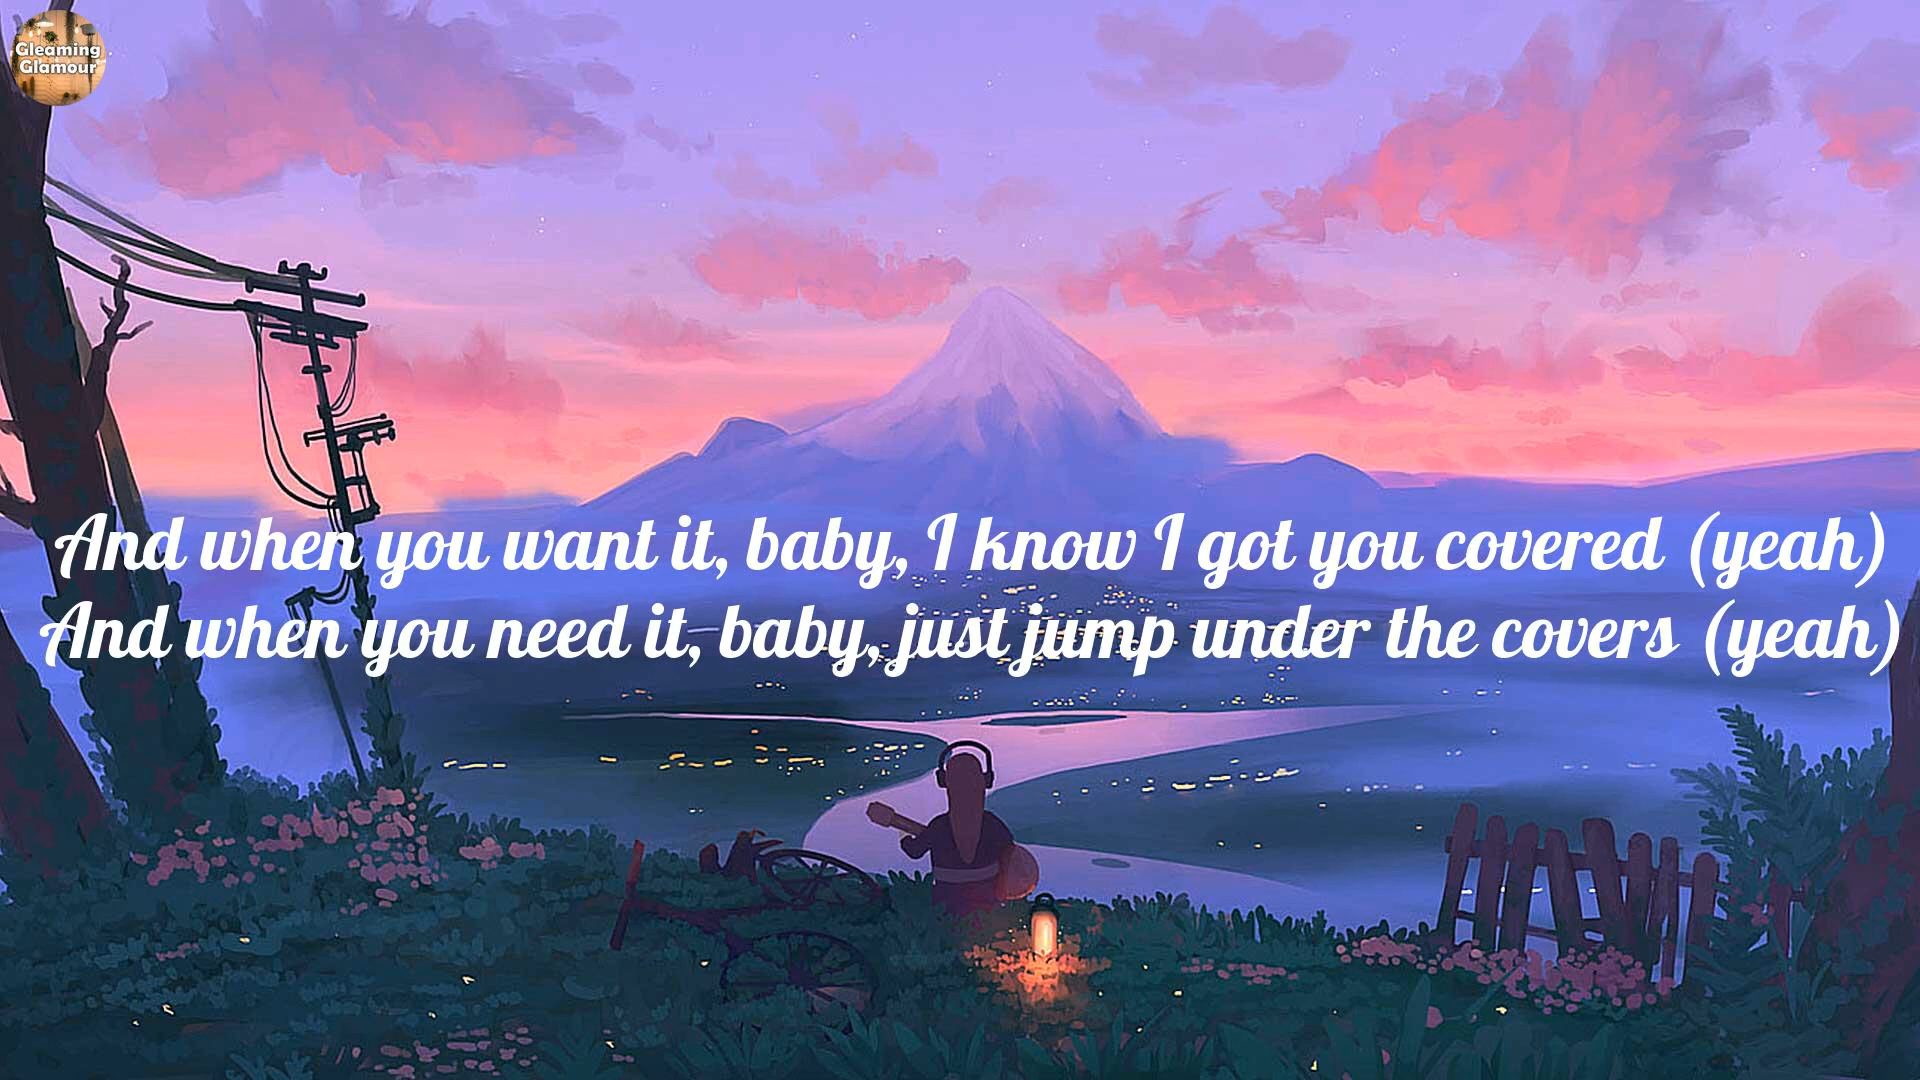 Gleaming
Glamour
And when you want it, baby, I know I got you covered (yeah)
And when you need it, baby, just jump under the covers (yeah)